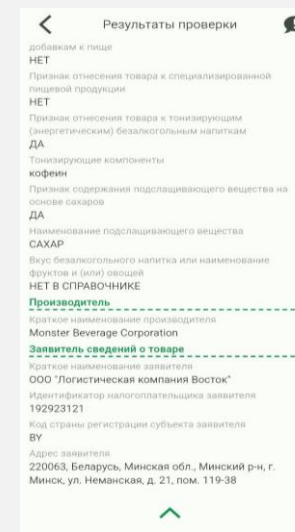 Результаты проверки
добавкам к пище
НЕТ
Признак отнесения товара к специализированной
пищевой продукции
НЕТ
Признак отнесения товара к тонизирующим
(энергетическим) безалкогольным напиткам
ДА
Тонизирующие компоненты
кофеин
Признак содержания подслащивающего вещества на
основе сахаров
ДА
Наименование подслащивающего вещества
САХАР
Вкус безалкогольного напитка или наименование
фруктов и (или) овощей
НЕТ В СПРАВОЧНИКЕ
Производитель
Краткое наименование производителя
Monster Beverage Corporation
Заявитель сведений о товаре
Краткое наименование заявителя
ООО "Логистическая компания Восток"
Идентификатор налогоплательщика заявителя
192923121
Код страны регистрации субъекта заявителя
BY
Адрес заявителя
220063, Беларусь, Минская обл., Минский р-н, г.
Минск, ул. Неманская, д. 21, пом. 119-38